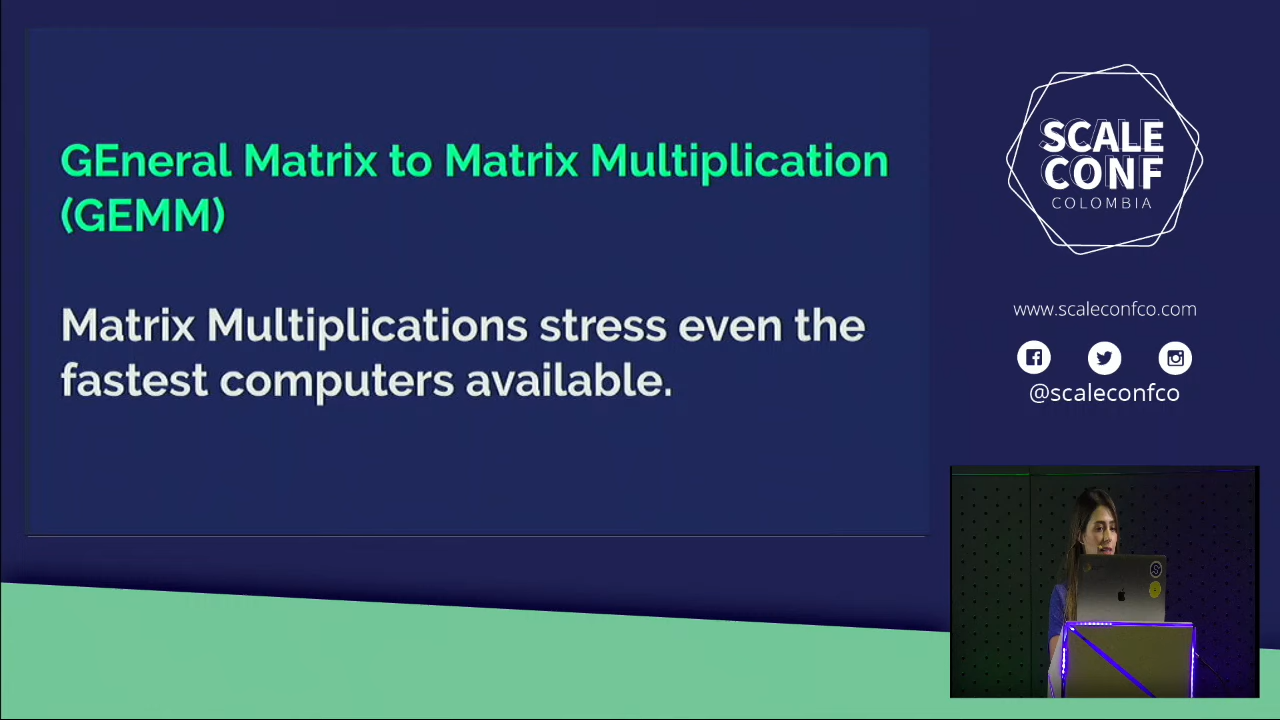 GEneral Matrix to Matrix Multiplication
(GEMM)
Matrix Multiplications stress even the
fastest computers available.
SCALE
CONF
COLOMBIA
www.scaleconfco.com
@scaleconfco